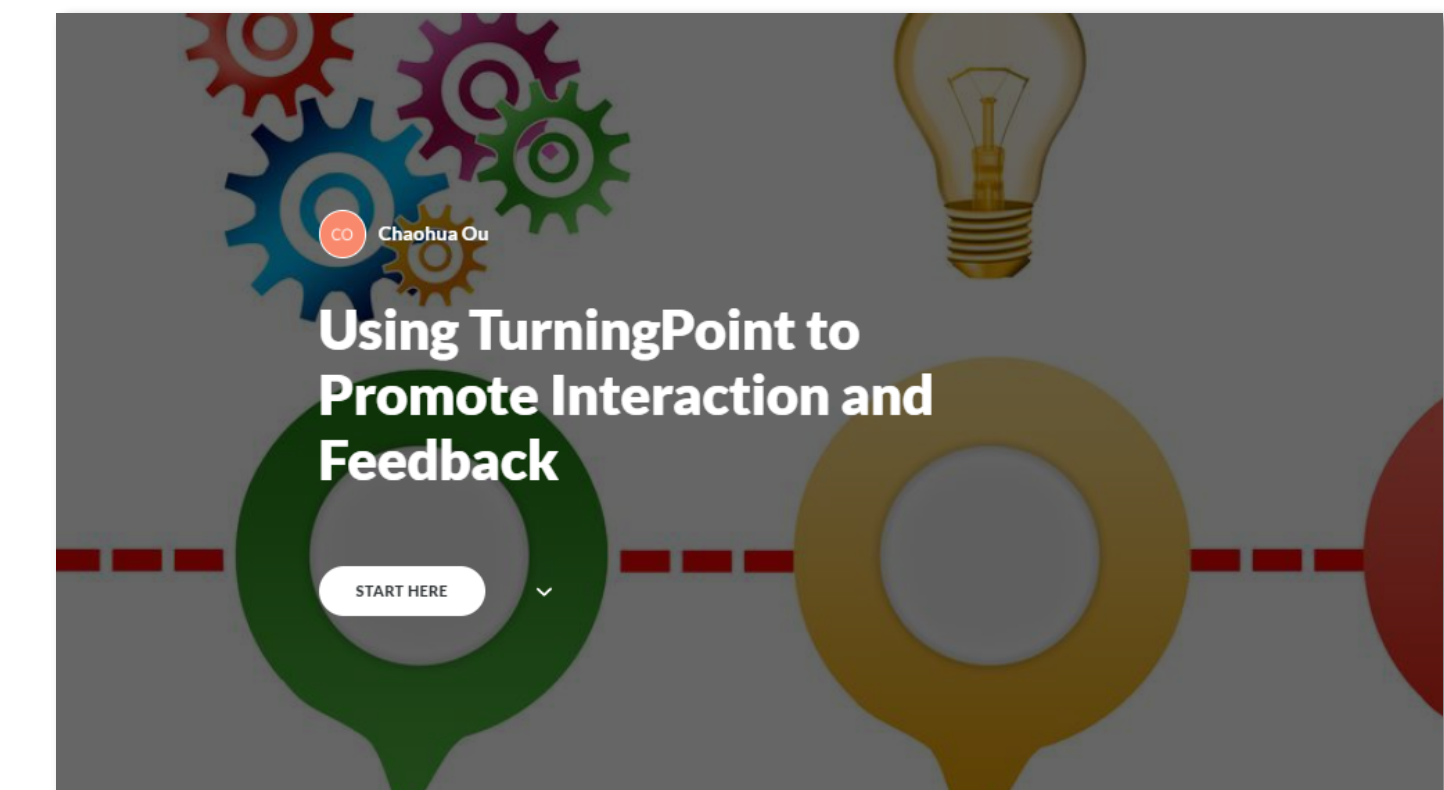 CO Chaohua Ou
Using TurningPoint to
Promote Interaction and
Feedback
START HERE